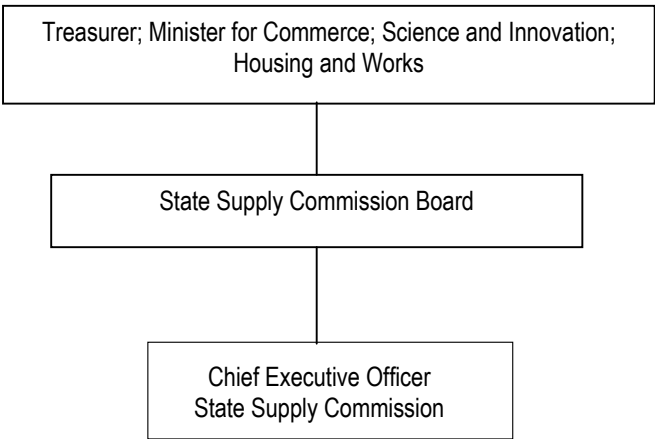 Treasurer; Minister for Commerce; Science and Innovation;
Housing and Works
State Supply Commission Board
Chief Executive Officer
State Supply Commission